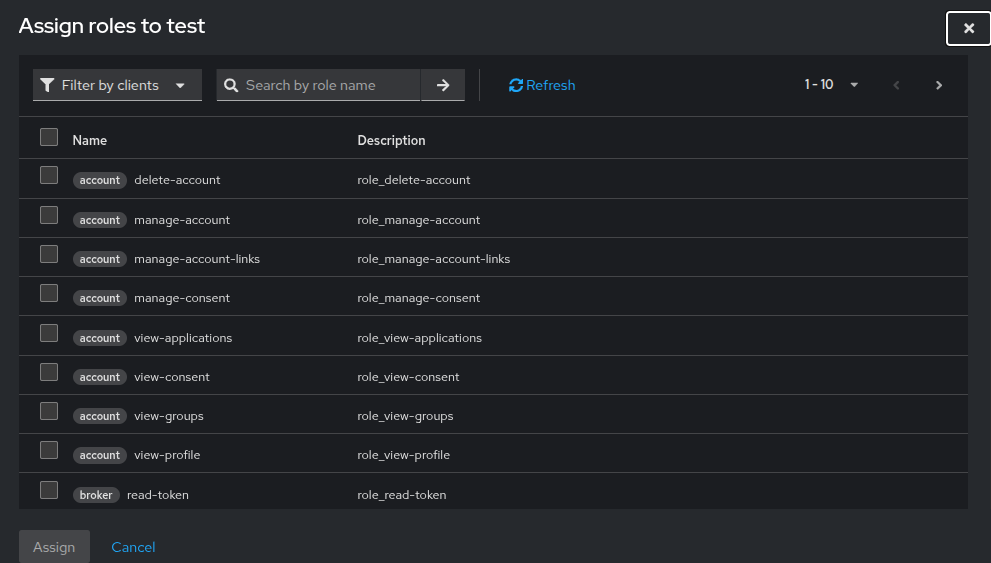 Assign roles to test
Filter by clients Search by role name Refresh 1 - 10
Name Description
account delete-account role_delete-account
account manage-account role_manage-account
account manage-account-links role_manage-account-links
account manage-consent role_manage-consent
account view-applications role_view-applications
account view-consent role_view-consent
account view-groups role_view-groups
account view-profile role_view-profile
broker read-token role_read-token
Assign Cancel